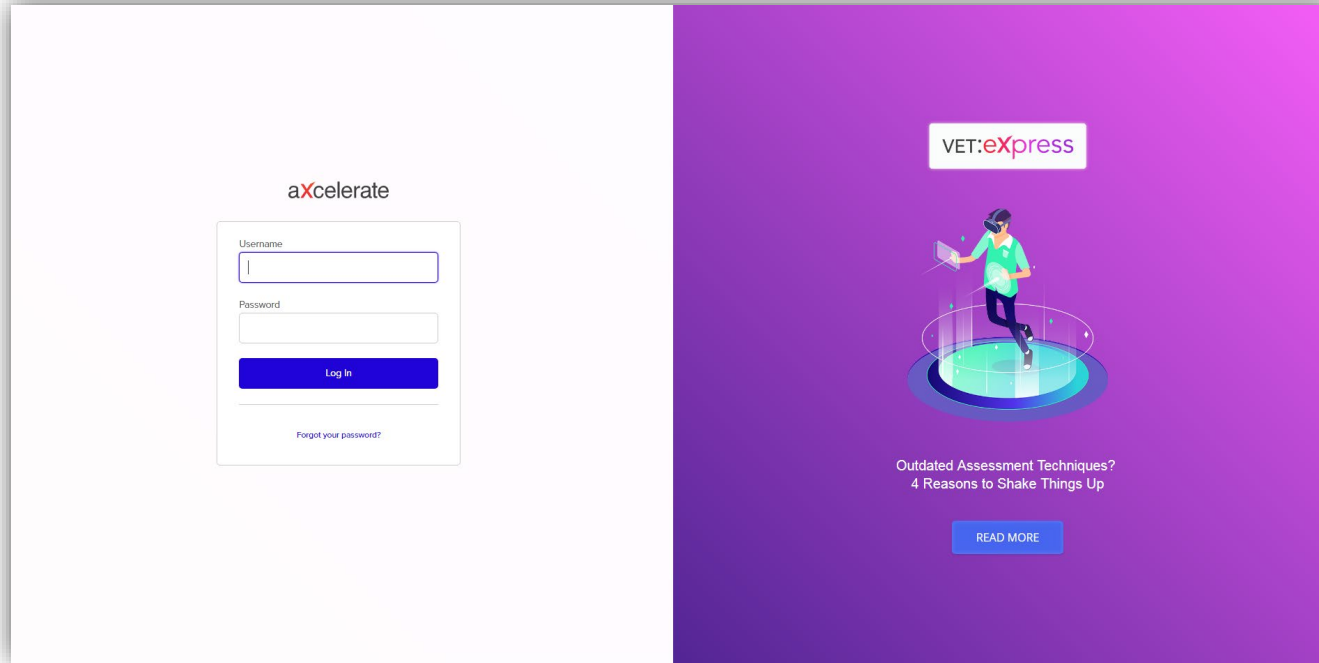 aXcelerate
Username
Password
Log In
Forgot your password?
VET:eXpress
Outdated Assessment Techniques?
4 Reasons to Shake Things Up
READ MORE